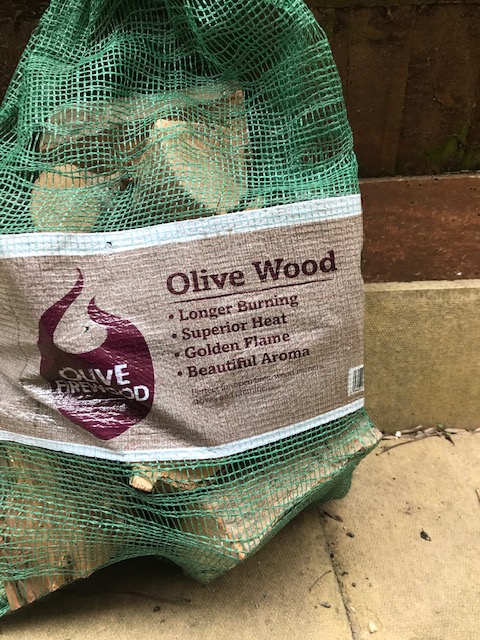 Olive Wood
• Longer Burning
• Superior Heat
• Golden Flame
• Beautiful Aroma
OLIVE
FIREWOOD